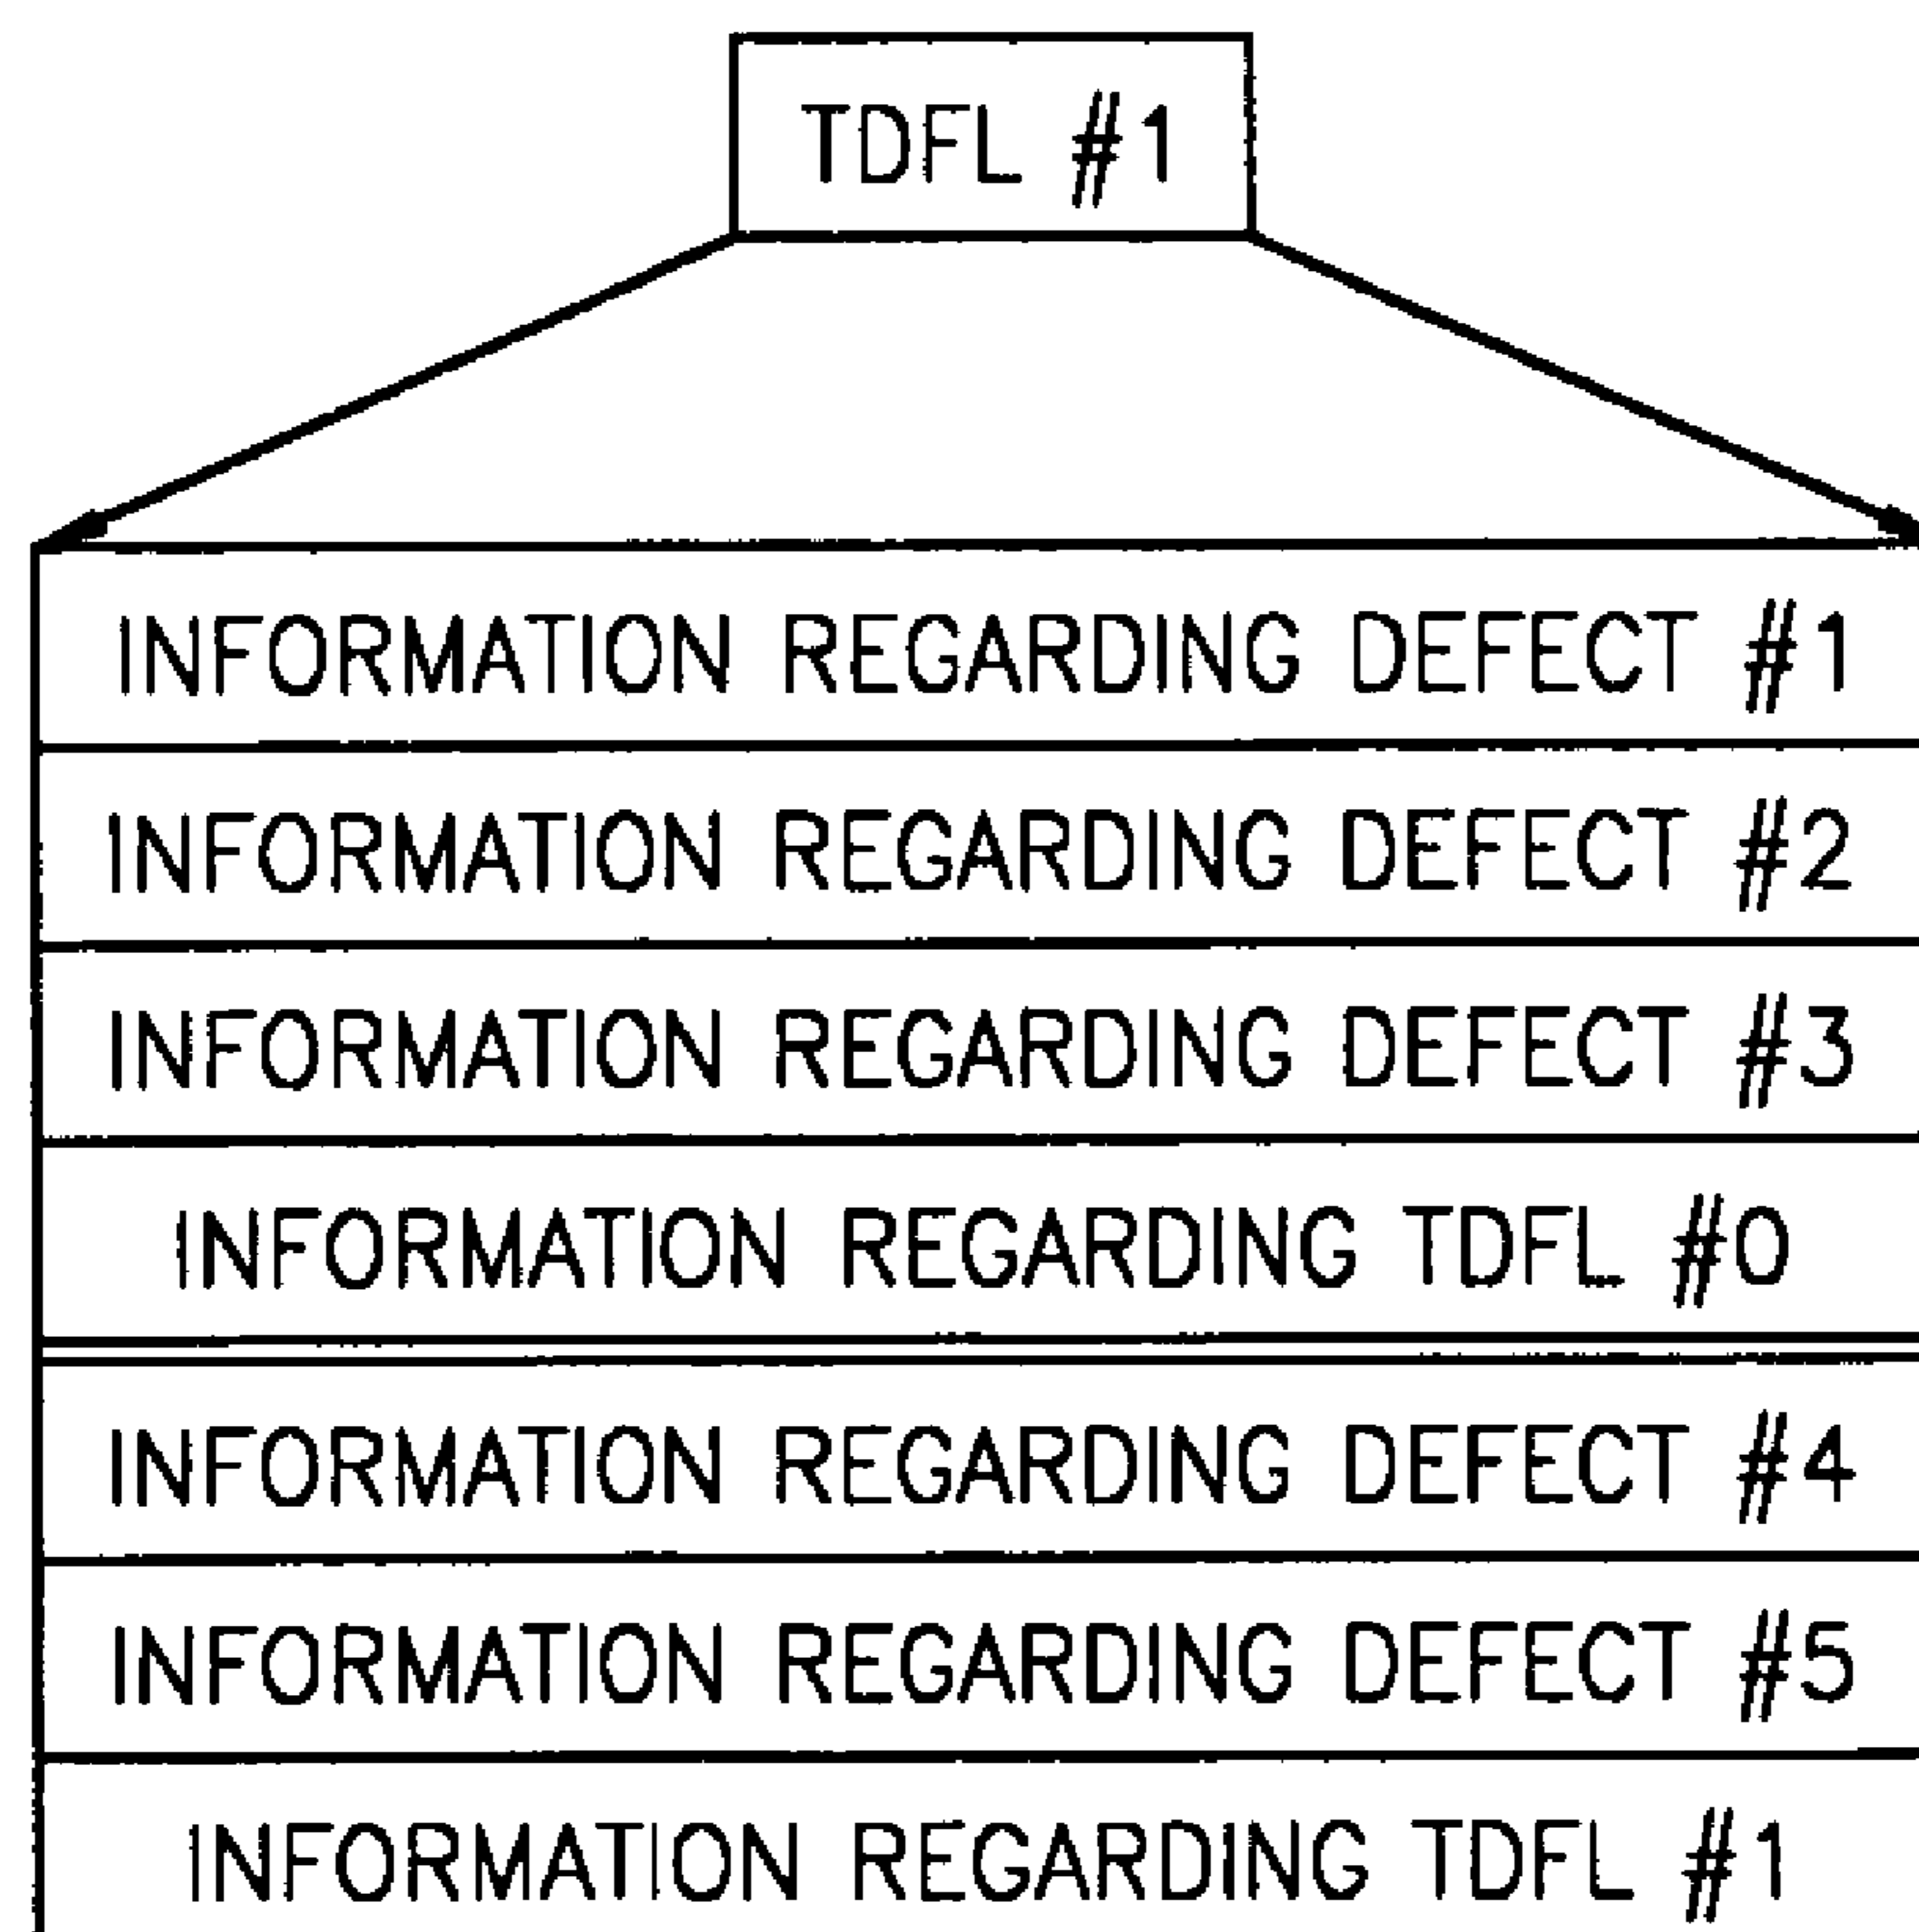 TDFL #1
INFORMATION REGARDING DEFECT #1
INFORMATION REGARDING DEFECT #2
INFORMATION REGARDING DEFECT #3
INFORMATION REGARDING TDFL #0
INFORMATION REGARDING DEFECT #4
INFORMATION REGARDING DEFECT #5
INFORMATION REGARDING TDFL #1